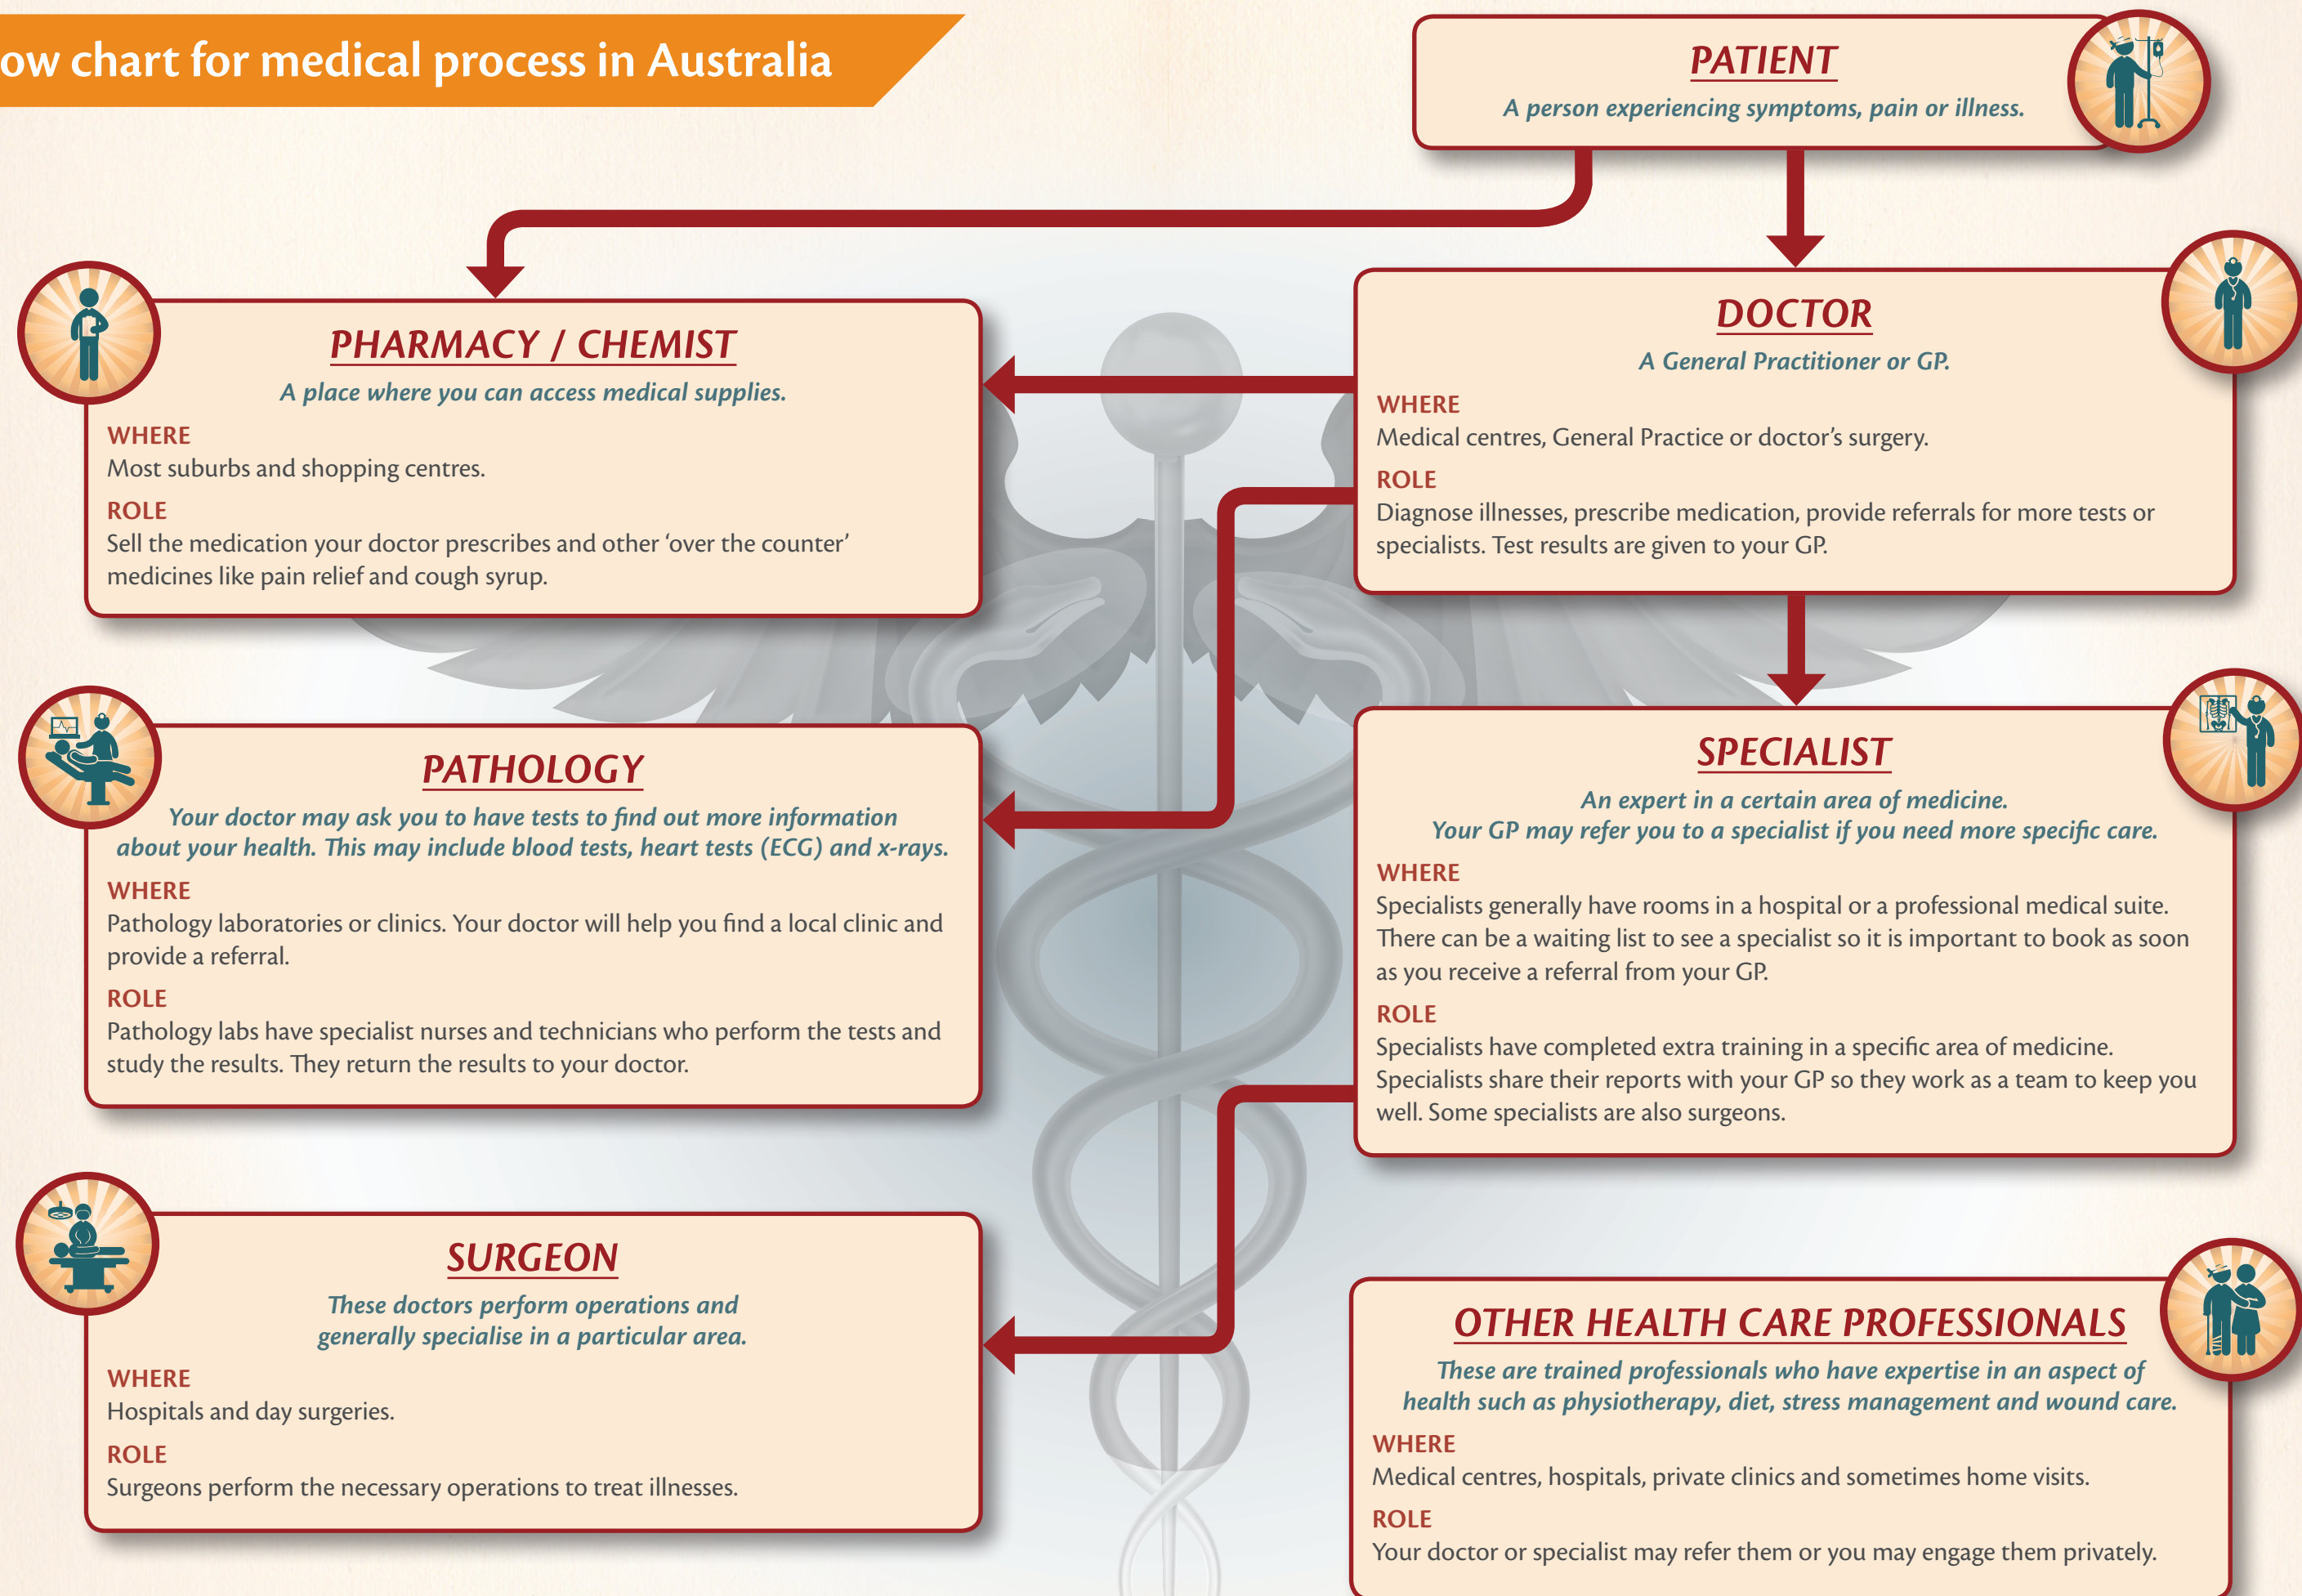 ow chart for medical process in Australia
PATIENT
A person experiencing symptoms, pain or illness.
PHARMACY / CHEMIST
A place where you can access medical supplies.
WHERE
Most suburbs and shopping centres.
ROLE
Sell the medication your doctor prescribes and other ‘over the counter’
medicines like pain relief and cough syrup.
DOCTOR
A General Practitioner or GP.
WHERE
Medical centres, General Practice or doctor’s surgery.
ROLE
Diagnose illnesses, prescribe medication, provide referrals for more tests or
specialists. Test results are given to your GP.
PATHOLOGY
Your doctor may ask you to have tests to find out more information
about your health. This may include blood tests, heart tests (ECG) and x-rays.
WHERE
Pathology laboratories or clinics. Your doctor will help you find a local clinic and
provide a referral.
ROLE
Pathology labs have specialist nurses and technicians who perform the tests and
study the results. They return the results to your doctor.
SPECIALIST
An expert in a certain area of medicine.
Your GP may refer you to a specialist if you need more specific care.
WHERE
Specialists generally have rooms in a hospital or a professional medical suite.
There can be a waiting list to see a specialist so it is important to book as soon
as you receive a referral from your GP.
ROLE
Specialists have completed extra training in a specific area of medicine.
Specialists share their reports with your GP so they work as a team to keep you
well. Some specialists are also surgeons.
SURGEON
These doctors perform operations and
generally specialise in a particular area.
WHERE
Hospitals and day surgeries.
ROLE
Surgeons perform the necessary operations to treat illnesses.
OTHER HEALTH CARE PROFESSIONALS
These are trained professionals who have expertise in an aspect of
health such as physiotherapy, diet, stress management and wound care.
WHERE
Medical centres, hospitals, private clinics and sometimes home visits.
ROLE
Your doctor or specialist may refer them or you may engage them privately.